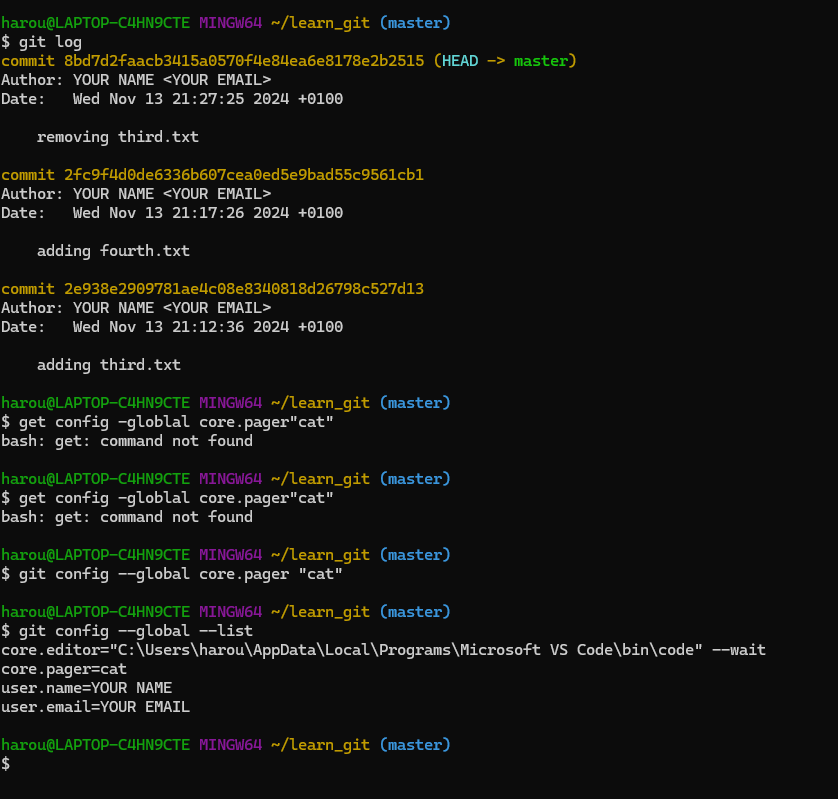 harou@LAPTOP-C4HN9CTE MINGW64 ~/learn_git (master)
$ git log
commit 8bd7d2faacb3415a0570f4e84ea6e8178e2b2515 (HEAD -> master)
Author: YOUR NAME <YOUR EMAIL>
Date:   Wed Nov 13 21:27:25 2024 +0100
    removing third.txt
commit 2fc9f4d0de6336b607cea0ed5e9bad55c9561cb1
Author: YOUR NAME <YOUR EMAIL>
Date:   Wed Nov 13 21:17:26 2024 +0100
    adding fourth.txt
commit 2e938e2909781ae4c08e8340818d26798c527d13
Author: YOUR NAME <YOUR EMAIL>
Date:   Wed Nov 13 21:12:36 2024 +0100
    adding third.txt
harou@LAPTOP-C4HN9CTE MINGW64 ~/learn_git (master)
$ get config -globlal core.pager"cat"
bash: get: command not found
harou@LAPTOP-C4HN9CTE MINGW64 ~/learn_git (master)
$ get config -globlal core.pager"cat"
bash: get: command not found
harou@LAPTOP-C4HN9CTE MINGW64 ~/learn_git (master)
$ git config --global core.pager "cat"
harou@LAPTOP-C4HN9CTE MINGW64 ~/learn_git (master)
$ git config --global --list
core.editor="C:\Users\harou\AppData\Local\Programs\Microsoft VS Code\bin\code" --wait
core.pager=cat
user.name=YOUR NAME
user.email=YOUR EMAIL
harou@LAPTOP-C4HN9CTE MINGW64 ~/learn_git (master)
$